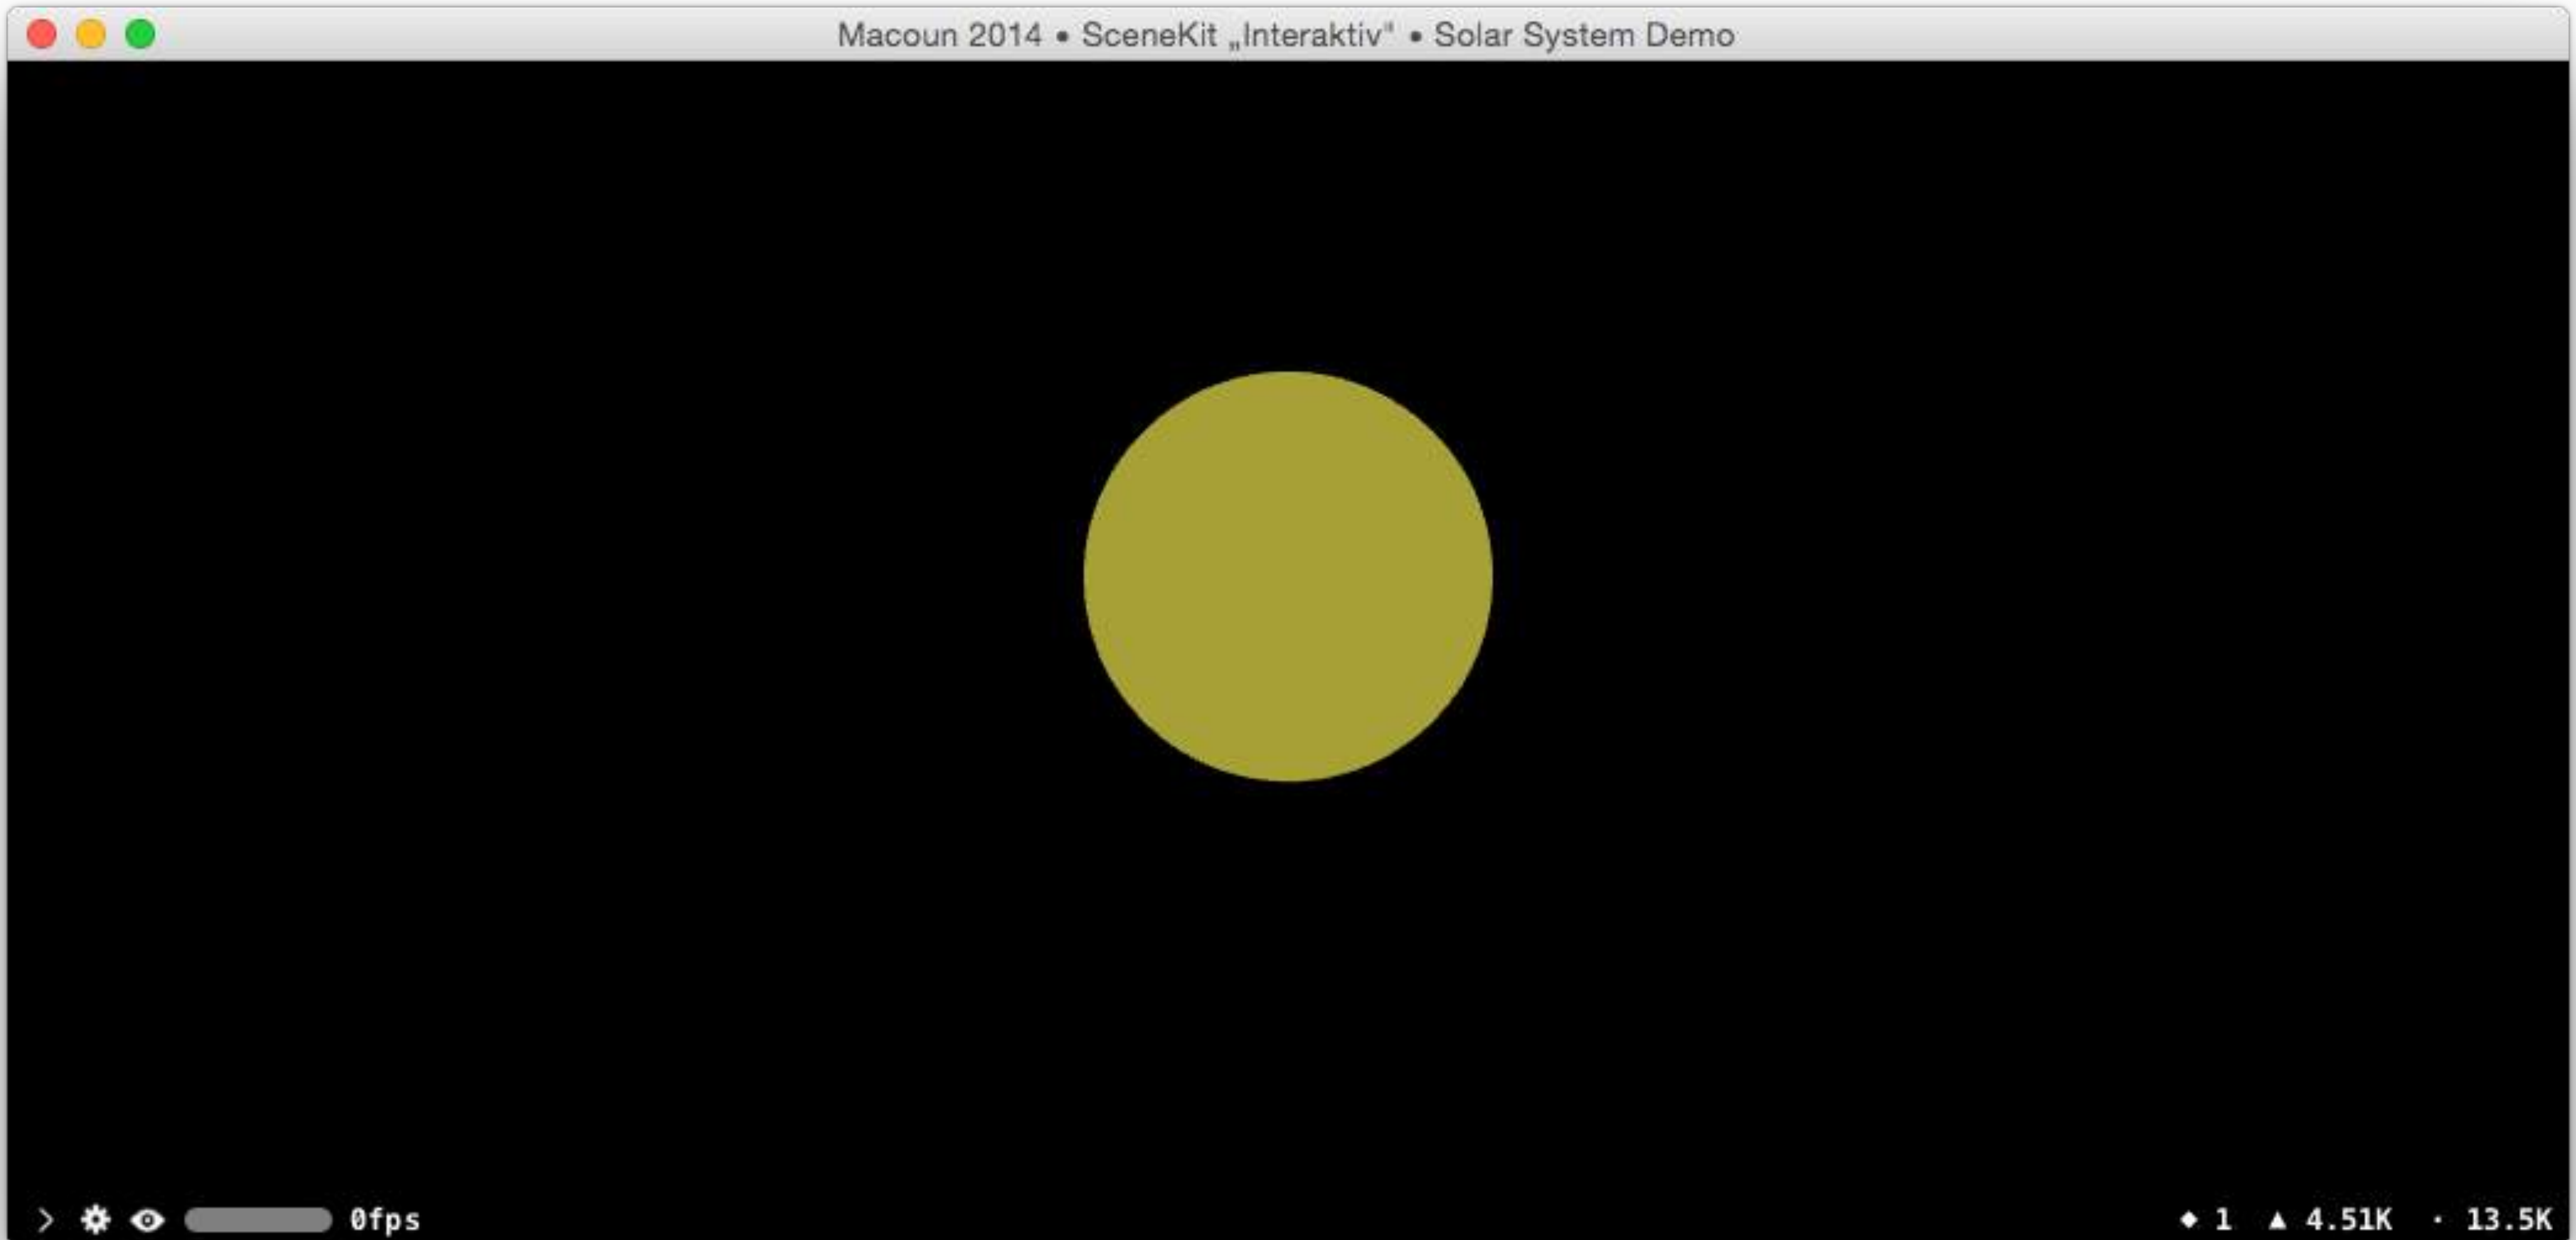 Macoun 2014 • SceneKit „Interaktiv“ • Solar System Demo
0fps ◆ 1 ▲ 4.51K · 13.5K